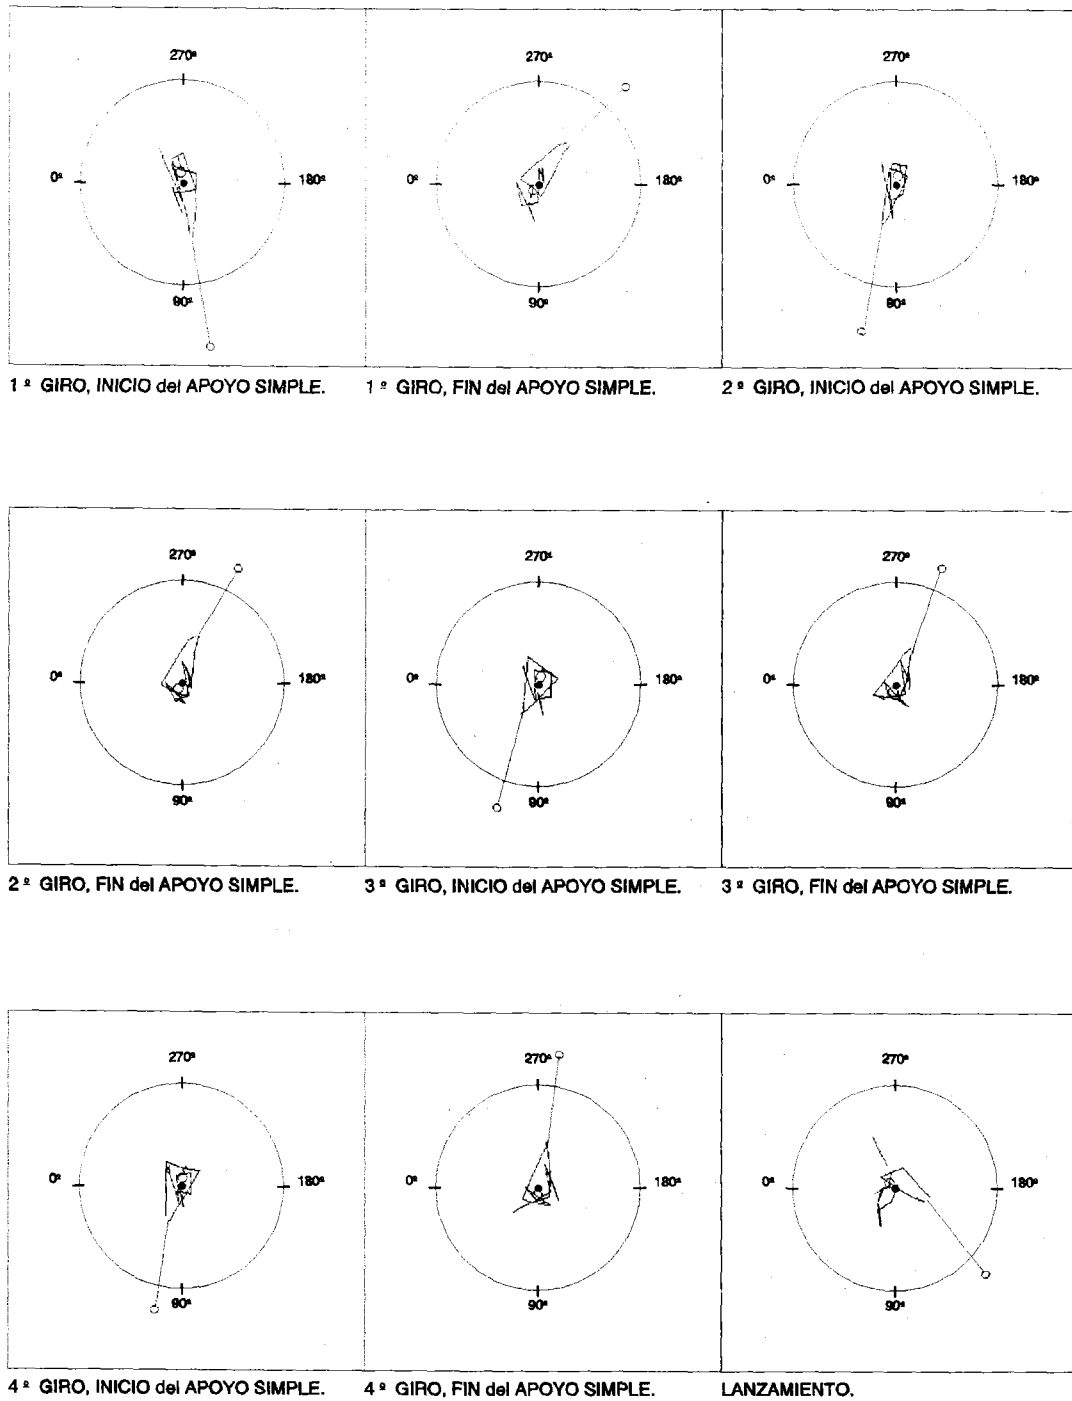 270º 270º 270º
0º 180º 0º 180º 0º 180º
90º 90º 90º
1º GIRO, INICIO del APOYO SIMPLE. 1º GIRO, FIN del APOYO SIMPLE. 2º GIRO, INICIO del APOYO SIMPLE.
270º 270º 270º
0º 180º 0º 180º 0º 180º
90º 90º 90º
2º GIRO, FIN del APOYO SIMPLE. 3º GIRO, INICIO del APOYO SIMPLE. 3º GIRO, FIN del APOYO SIMPLE.
270º 270º 270º
0º 180º 0º 180º 0º 180º
90º 90º 90º
4º GIRO, INICIO del APOYO SIMPLE. 4º GIRO, FIN del APOYO SIMPLE. LANZAMIENTO.